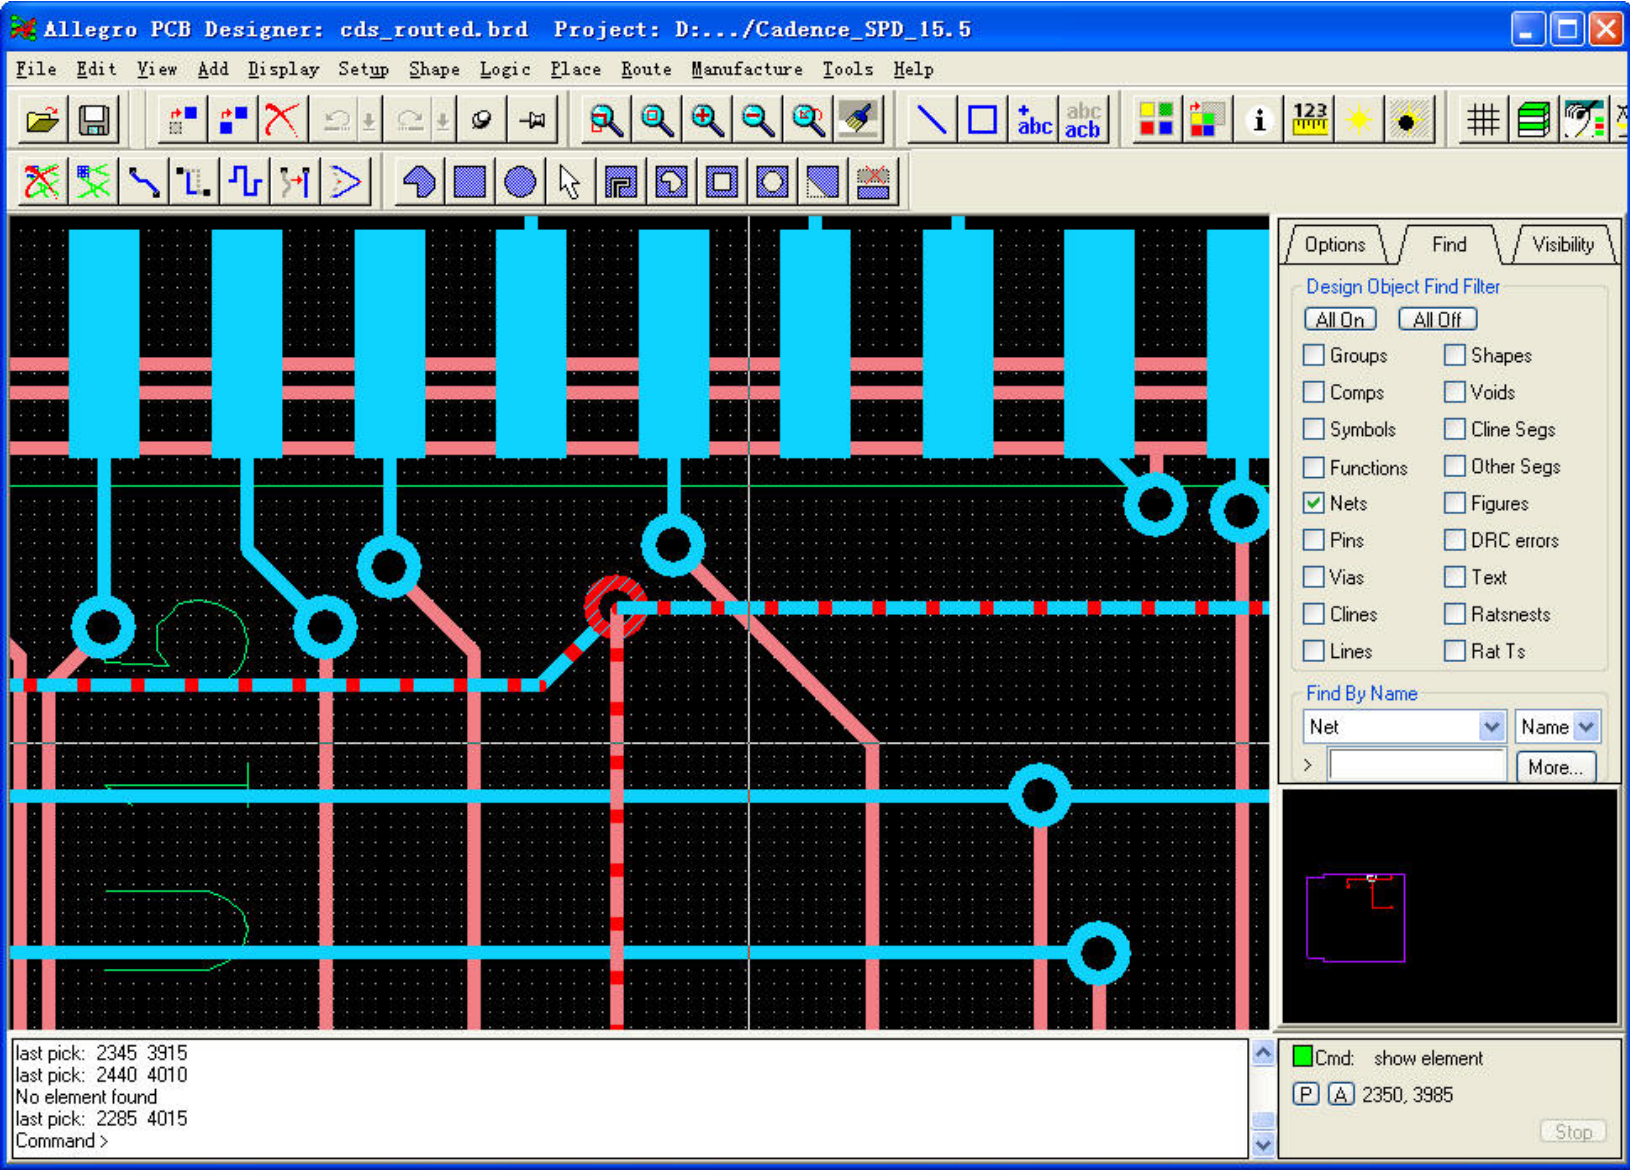 Allegro PCB Designer: cds_routed.brd Project: D:.../Cadence_SPD_15.5
File Edit View Add Display Setup Shape Logic Place Route Manufacture Tools Help
+abc
abc
acb
i
123
Options Find Visibility
Design Object Find Filter
All On All Off
Groups Shapes
Comps Voids
Symbols Cline Segs
Functions Other Segs
Nets Figures
Pins DRC errors
Vias Text
Clines Ratsnests
Lines Rat Ts
Find By Name
Net Name
> More...
last pick: 2345 3915
last pick: 2440 4010
No element found
last pick: 2285 4015
Command >
Cmd: show element
P A 2350, 3985
Stop